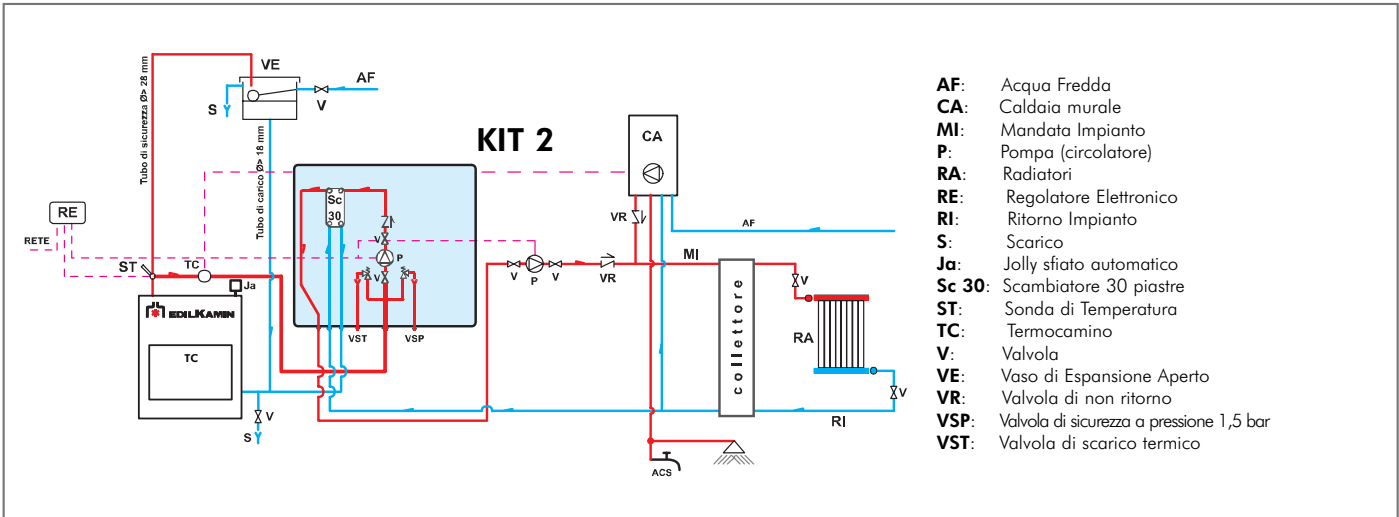 VE
AF
S
V
Tubo di sicurezza Ø> 28 mm
Tubo di carico Ø> 18 mm
KIT 2
CA
Sc
30
V
P
V
VST
VSP
RE
RETE
ST
TC
Ja
EDILKAMIN
TC
V
S
V
P
V
VR
VR
AF
MI
collettore
V
RA
V
RI
ACS
AF: Acqua Fredda
CA: Caldaia murale
MI: Mandata Impianto
P: Pompa (circolatore)
RA: Radiatori
RE: Regolatore Elettronico
RI: Ritorno Impianto
S: Scarico
Ja: Jolly sfiato automatico
Sc 30: Scambiatore 30 piastre
ST: Sonda di Temperatura
TC: Termocamino
V: Valvola
VE: Vaso di Espansione Aperto
VR: Valvola di non ritorno
VSP: Valvola di sicurezza a pressione 1,5 bar
VST: Valvola di scarico termico